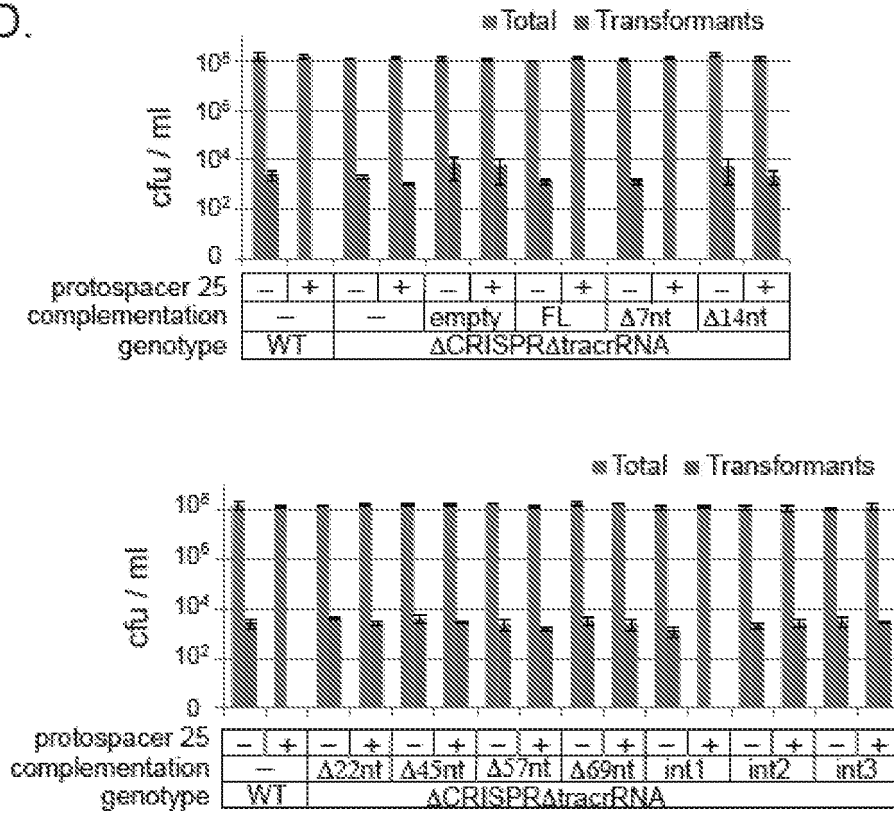 D.
Total Transformants
cfu / ml
10⁸
10⁶
10⁴
10²
0
protospacer 25 – + – + – + – + – + – +
complementation – – empty FL Δ7nt Δ14nt
genotype WT ΔCRISPRΔtracrRNA
Total Transformants
cfu / ml
10⁸
10⁶
10⁴
10²
0
protospacer 25 – + – + – + – + – + – + – + – +
complementation – Δ22nt Δ45nt Δ57nt Δ69nt int1 int2 int3
genotype WT ΔCRISPRΔtracrRNA